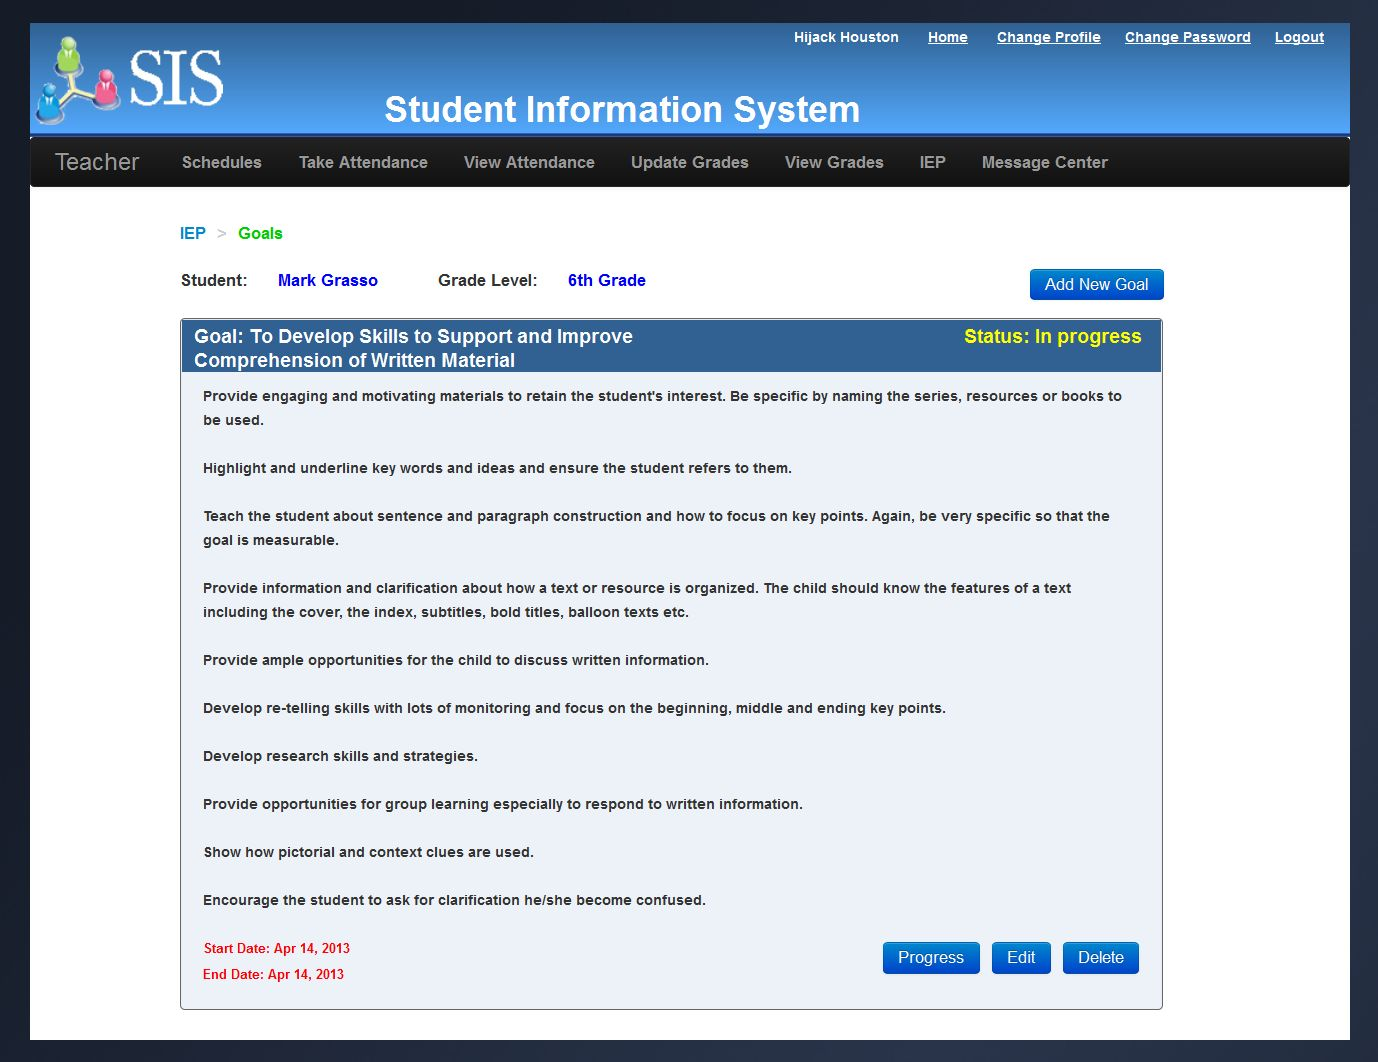 SIS
Hijack Houston Home Change Profile Change Password Logout
Student Information System
Teacher Schedules Take Attendance View Attendance Update Grades View Grades IEP Message Center
IEP > Goals
Student: Mark Grasso Grade Level: 6th Grade Add New Goal
Goal: To Develop Skills to Support and Improve Status: In progress
Comprehension of Written Material
Provide engaging and motivating materials to retain the student's interest. Be specific by naming the series, resources or books to
be used.
Highlight and underline key words and ideas and ensure the student refers to them.
Teach the student about sentence and paragraph construction and how to focus on key points. Again, be very specific so that the
goal is measurable.
Provide information and clarification about how a text or resource is organized. The child should know the features of a text
including the cover, the index, subtitles, bold titles, balloon texts etc.
Provide ample opportunities for the child to discuss written information.
Develop re-telling skills with lots of monitoring and focus on the beginning, middle and ending key points.
Develop research skills and strategies.
Provide opportunities for group learning especially to respond to written information.
Show how pictorial and context clues are used.
Encourage the student to ask for clarification he/she become confused.
Start Date: Apr 14, 2013
End Date: Apr 14, 2013
Progress Edit Delete